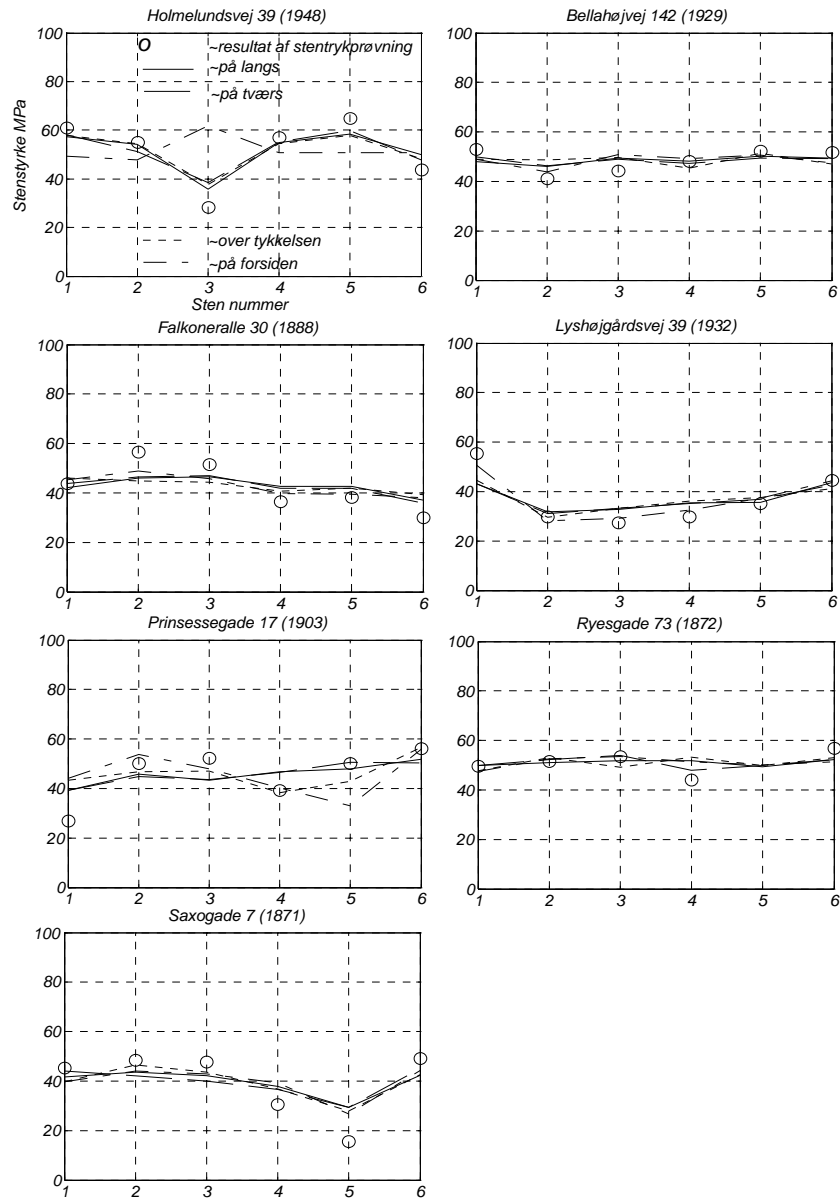 Holmelundsvej 39 (1948)
100
80
60
40
20
0
Stenstyrke MPa
O ~resultat af stentrykprøvning
~på langs
~på tværs
~over tykkelsen
~på forsiden
1 2 3 4 5 6
Sten nummer
Bellahøjvej 142 (1929)
100
80
60
40
20
0
1 2 3 4 5 6
Falkoneralle 30 (1888)
100
80
60
40
20
0
1 2 3 4 5 6
Lyshøjgårdsvej 39 (1932)
100
80
60
40
20
0
1 2 3 4 5 6
Prinsessegade 17 (1903)
100
80
60
40
20
0
1 2 3 4 5 6
Ryesgade 73 (1872)
100
80
60
40
20
0
1 2 3 4 5 6
Saxogade 7 (1871)
100
80
60
40
20
0
1 2 3 4 5 6